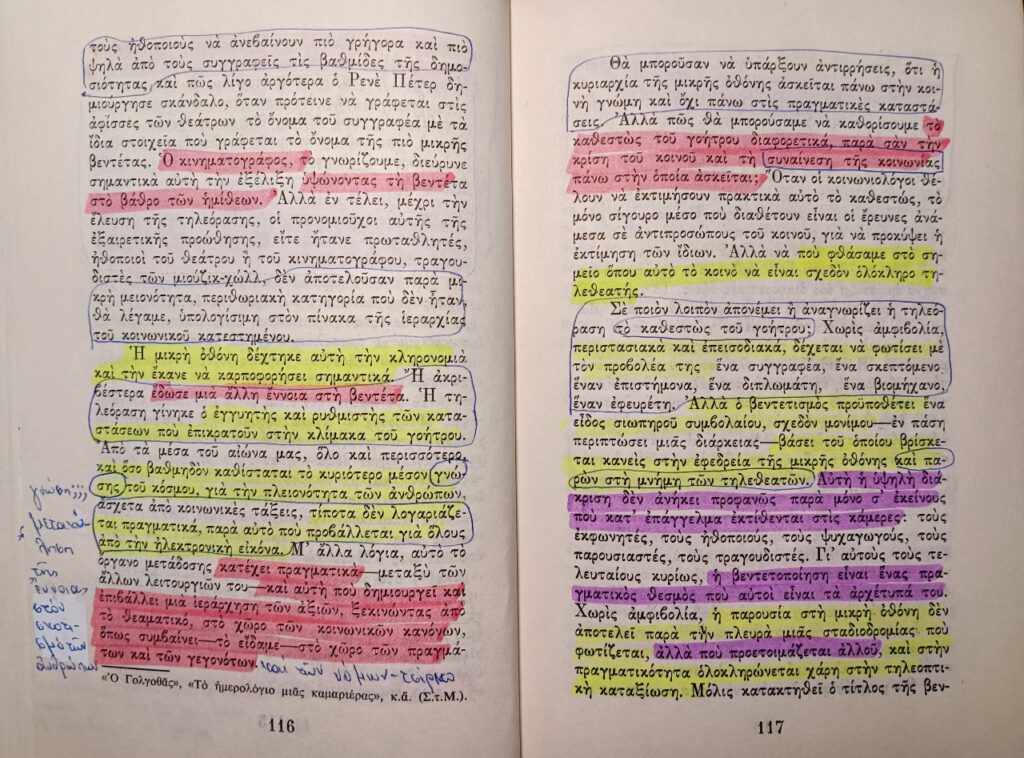 τοὺς ἠθοποιοὺς νὰ ἀνεβαίνουν πιὸ γρήγορα καὶ πιὸ
ψηλὰ ἀπὸ τοὺς συγγραφεῖς τὶς βαθμίδες τῆς δημο-
σιότητας, καὶ πῶς λίγο ἀργότερα ὁ Ρενὲ Πέτερ δη-
μιούργησε σκάνδαλο, ὅταν πρότεινε νὰ γράφεται στὶς
ἀφίσσες τῶν θεάτρων τὸ ὄνομα τοῦ συγγραφέα μὲ τὰ
ἴδια στοιχεῖα ποὺ γράφεται τὸ ὄνομα τῆς πιὸ μικρῆς
βεντέτας. Ὁ κινηματογράφος, τὸ γνωρίζουμε, διεύρυνε
σημαντικὰ αὐτὴ τὴν ἐξέλιξη ὑψώνοντας τὴ βεντέτα
στὸ βάθρο τῶν ἡμίθεων. Ἀλλὰ ἐν τέλει, μέχρι τὴν
ἔλευση τῆς τηλεόρασης, οἱ προνομιοῦχοι αὐτῆς τῆς
ἐξαιρετικῆς προώθησης, εἴτε ἤτανε πρωταθλητές,
ἠθοποιοὶ τοῦ θεάτρου ἢ τοῦ κινηματογράφου, τραγου-
διστὲς τῶν μιούζικ-χώλλ, δὲν ἀποτελοῦσαν παρὰ μι-
κρὴ μειονότητα, περιθωριακὴ κατηγορία ποὺ δὲν ἦταν,
θὰ λέγαμε, ὑπολογίσιμη στὸν πίνακα τῆς ἱεραρχίας
τοῦ κοινωνικοῦ κατεστημένου.
Ἡ μικρὴ ὀθόνη δέχτηκε αὐτὴ τὴν κληρονομιὰ
καὶ τὴν ἔκανε νὰ καρποφορήσει σημαντικά. Ἢ ἀκρι-
βέστερα ἔδωσε μιὰ ἄλλη ἔννοια στὴ βεντέτα. Ἡ τη-
λεόραση γίνηκε ὁ ἐγγυητὴς καὶ ρυθμιστὴς τῶν κατα-
στάσεων ποὺ ἐπικρατοῦν στὴν κλίμακα τοῦ γοήτρου.
Ἀπὸ τὰ μέσα τοῦ αἰώνα μας, ὅλο καὶ περισσότερο,
καὶ ὅσο βαθμηδὸν καθίσταται τὸ κυριότερο μέσον γνώ-
σης τοῦ κόσμου, γιὰ τὴν πλειονότητα τῶν ἀνθρώπων,
ἄσχετα ἀπὸ κοινωνικὲς τάξεις, τίποτα δὲν λογαριάζε-
ται πραγματικά, παρὰ αὐτὸ ποὺ προβάλλεται γιὰ ὅλους
ἀπὸ τὴν ἠλεκτρονικὴ εἰκόνα. Μ' ἄλλα λόγια, αὐτὸ τὸ
ὄργανο μετάδοσης κατέχει πραγματικὰ—μεταξὺ τῶν
ἄλλων λειτουργιῶν του—καὶ αὐτὴ ποὺ δημιουργεῖ καὶ
ἐπιβάλλει μιὰ ἱεράρχηση τῶν ἀξιῶν, ξεκινώντας ἀπὸ
τὸ θεαματικό, στὸ χῶρο τῶν κοινωνικῶν κανόνων,
ὅπως συμβαίνει—τὸ εἴδαμε—στὸ χῶρο τῶν πραγμά-
των καὶ τῶν γεγονότων. και των νόμων-τσίρκο
γνώση;;;
της
έννοιας
στον
«Ὁ Γολγοθᾶς», «Τὸ ἡμερολόγιο μιᾶς καμαριέρας», κ.ἄ. (Σ.τ.Μ.).
116
Θὰ μποροῦσαν νὰ ὑπάρξουν ἀντιρρήσεις, ὅτι ἡ
κυριαρχία τῆς μικρῆς ὀθόνης ἀσκεῖται πάνω στὴν κοι-
νὴ γνώμη καὶ ὄχι πάνω στὶς πραγματικὲς καταστά-
σεις. Ἀλλὰ πῶς θὰ μπορούσαμε νὰ καθορίσουμε τὸ
καθεστὼς τοῦ γοήτρου διαφορετικά, παρὰ σὰν τὴν
κρίση τοῦ κοινοῦ καὶ τὴ συναίνεση τῆς κοινωνίας
πάνω στὴν ὁποία ἀσκεῖται; Ὅταν οἱ κοινωνιολόγοι θέ-
λουν νὰ ἐκτιμήσουν πρακτικὰ αὐτὸ τὸ καθεστώς, τὸ
μόνο σίγουρο μέσο ποὺ διαθέτουν εἶναι οἱ ἔρευνες ἀνά-
μεσα σὲ ἀντιπροσώπους τοῦ κοινοῦ, γιὰ νὰ προκύψει ἡ
ἐκτίμηση τῶν ἴδιων. Ἀλλὰ νὰ ποὺ φθάσαμε στὸ ση-
μεῖο ὅπου αὐτὸ τὸ κοινὸ νὰ εἶναι σχεδὸν ὁλόκληρο τη-
λεθεατής.
Σὲ ποιὸν λοιπὸν ἀπονέμει ἢ ἀναγνωρίζει ἡ τηλεό-
ραση τὸ καθεστὼς τοῦ γοήτρου; Χωρὶς ἀμφιβολία,
περιστασιακὰ καὶ ἐπεισοδιακά, δέχεται νὰ φωτίσει μὲ
τὸν προβολέα της ἕνα συγγραφέα, ἕνα σκεπτόμενο,
ἕναν ἐπιστήμονα, ἕνα διπλωμάτη, ἕνα βιομήχανο,
ἕναν ἐφευρέτη. Ἀλλὰ ὁ βεντετισμὸς προϋποθέτει ἕνα
εἶδος σιωπηροῦ συμβολαίου, σχεδὸν μονίμου—ἐν πάση
περιπτώσει μιᾶς διάρκειας—βάσει τοῦ ὁποίου βρίσκε-
ται κανεὶς στὴν ἐφεδρεία τῆς μικρῆς ὀθόνης καὶ πα-
ρὼν στὴ μνήμη τῶν τηλεθεατῶν. Αὐτὴ ἡ ὑψηλὴ διά-
κριση δὲν ἀνήκει προφανῶς παρὰ μόνο σ' ἐκείνους
ποὺ κατ' ἐπάγγελμα ἐκτίθενται στὶς κάμερες: τοὺς
ἐκφωνητές, τοὺς ἠθοποιούς, τοὺς ψυχαγωγούς, τοὺς
παρουσιαστές, τοὺς τραγουδιστές. Γι' αὐτοὺς τοὺς τε-
λευταίους κυρίως, ἡ βεντετοποίηση εἶναι ἕνας πρα-
γματικὸς θεσμὸς ποὺ αὐτοὶ εἶναι τὰ ἀρχέτυπά του.
Χωρὶς ἀμφιβολία, ἡ παρουσία στὴ μικρὴ ὀθόνη δὲν
ἀποτελεῖ παρὰ τὴν πλευρὰ μιᾶς σταδιοδρομίας ποὺ
φωτίζεται, ἀλλὰ ποὺ προετοιμάζεται ἀλλοῦ, καὶ στὴν
πραγματικότητα ὁλοκληρώνεται χάρη στὴν τηλεοπτι-
κὴ καταξίωση. Μόλις κατακτηθεῖ ὁ τίτλος τῆς βεν-
117